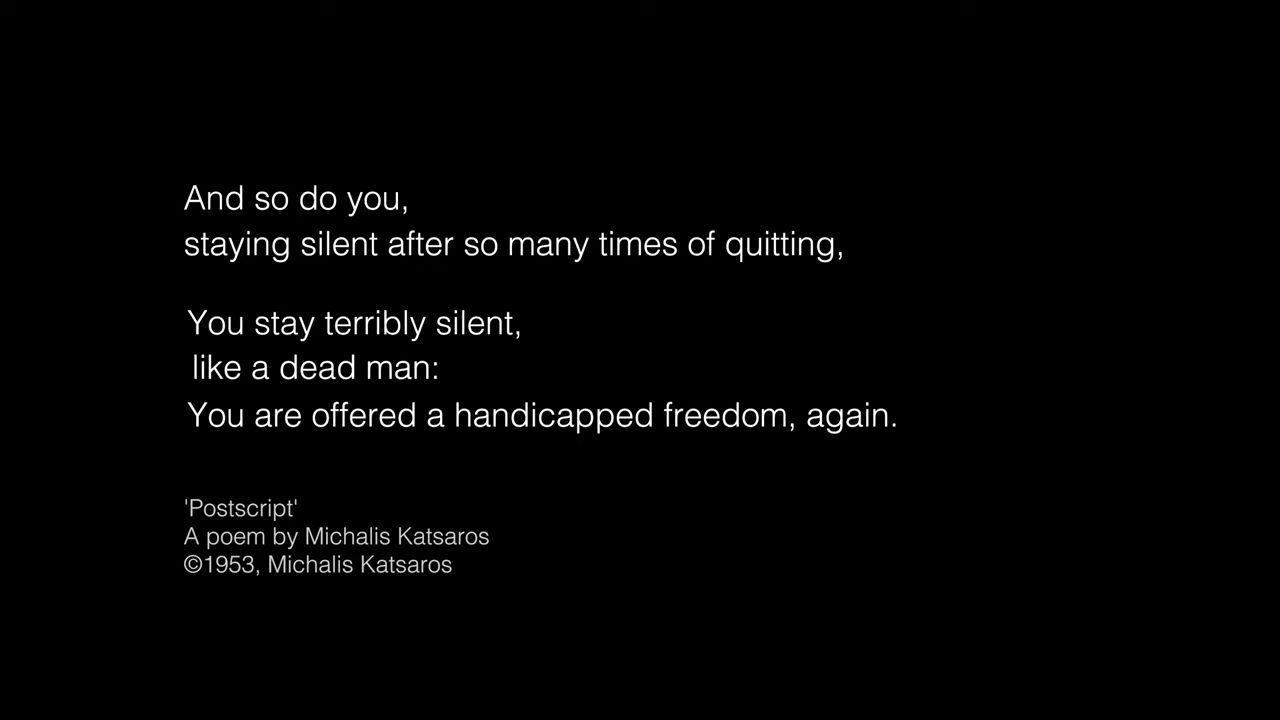 And so do you,
staying silent after so many times of quitting,
You stay terribly silent,
like a dead man:
You are offered a handicapped freedom, again.
'Postscript'
A poem by Michalis Katsaros
©1953, Michalis Katsaros